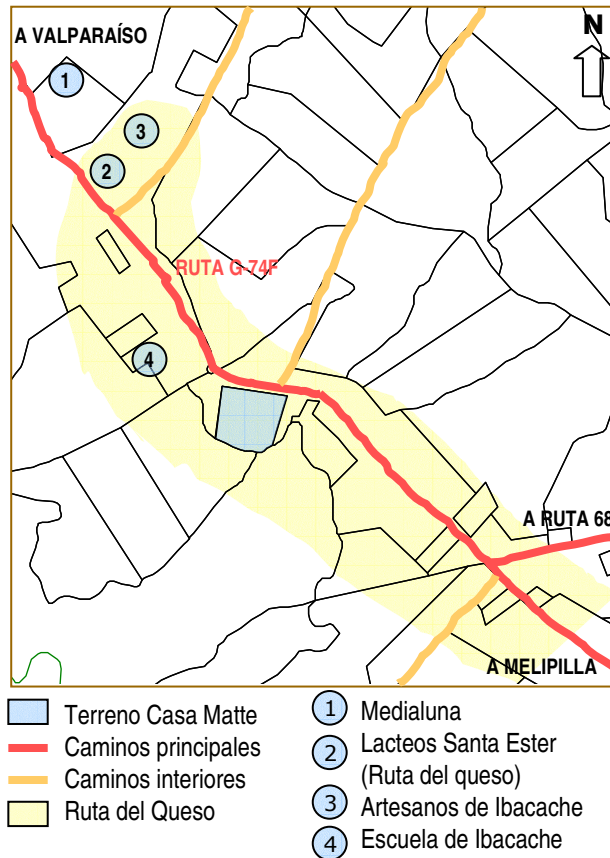 A VALPARAÍSO
N
1
3
2
RUTA G-74F
4
A RUTA 68
A MELIPILLA
Terreno Casa Matte
Caminos principales
Caminos interiores
Ruta del Queso
1 Medialuna
2 Lacteos Santa Ester
(Ruta del queso)
3 Artesanos de Ibacache
4 Escuela de Ibacache